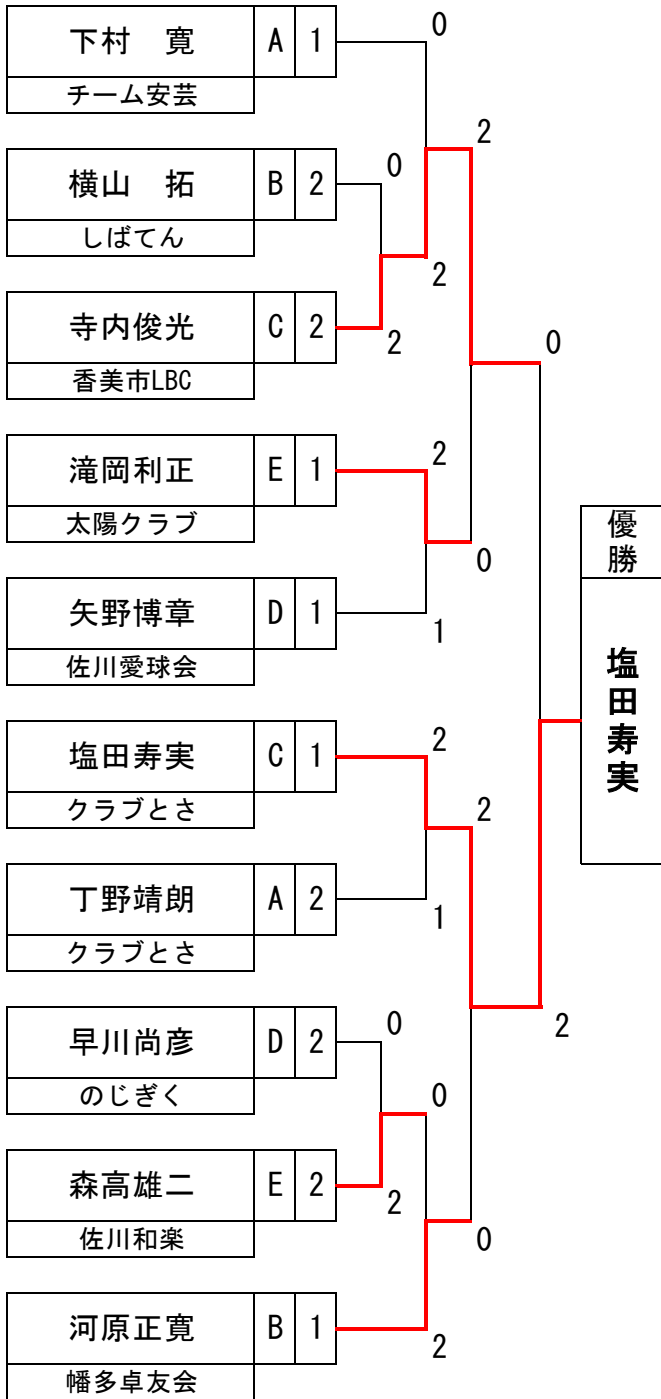 下村　寛 A 1 0
チーム安芸
2
横山　拓 B 2 0
しばてん
2
寺内俊光 C 2 2 0
香美市LBC
滝岡利正 E 1 2
太陽クラブ
優勝
0
矢野博章 D 1 1
佐川愛球会
塩田寿実
塩田寿実 C 1 2
クラブとさ 2
丁野靖朗 A 2 1
クラブとさ
早川尚彦 D 2 0 2
のじぎく 0
森高雄二 E 2 2
佐川和楽 0
河原正寛 B 1 2
幡多卓友会